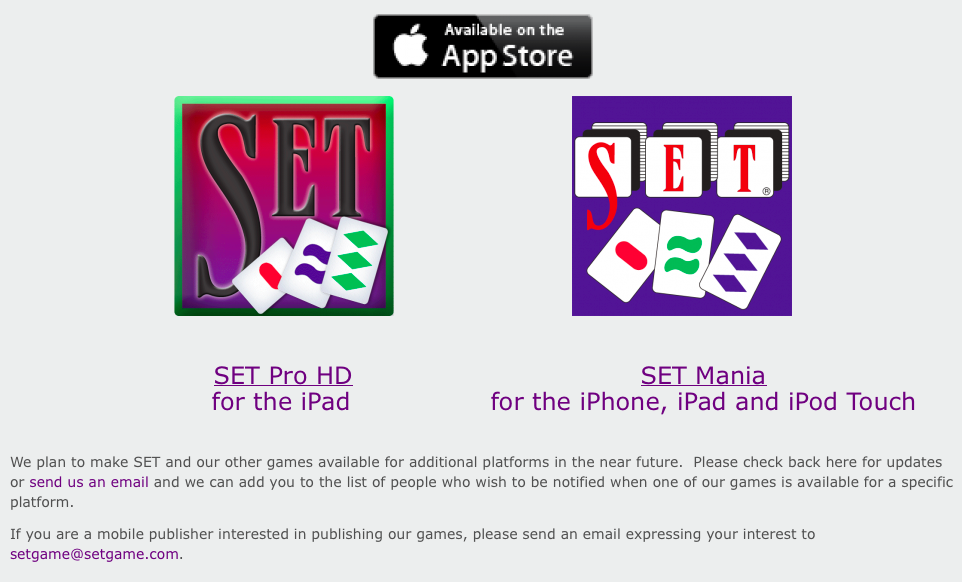 Available on the
App Store
SET
SET®
SET Pro HD
for the iPad
SET Mania
for the iPhone, iPad and iPod Touch
We plan to make SET and our other games available for additional platforms in the near future.  Please check back here for updates
or send us an email and we can add you to the list of people who wish to be notified when one of our games is available for a specific
platform.
If you are a mobile publisher interested in publishing our games, please send an email expressing your interest to
setgame@setgame.com.